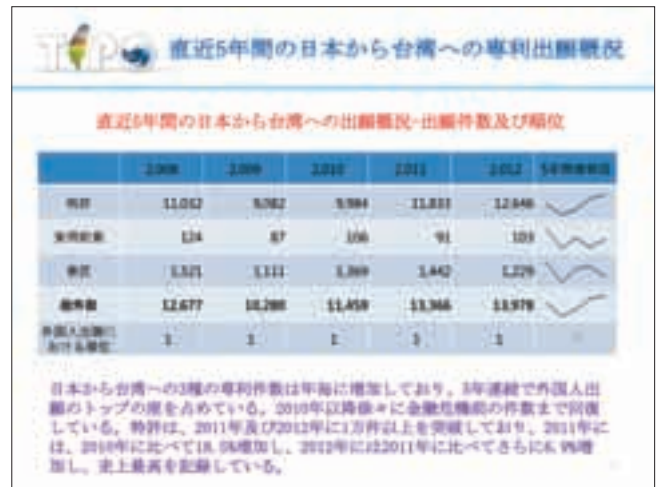 TIPO 直近5年間の日本から台湾への専利出願概況
直近5年間の日本から台湾への出願概況-出願件数及び順位
2,008 2,009 2,010 2,011 2,012
特許 11,032 9,082 9,984 11,833 12,646
実用新案 124 87 106 91 103
意匠 1,521 1,111 1,369 1,442 1,229
総件数 12,677 10,280 11,459 13,366 13,978
外国人出願に
おける順位 1 1 1 1 1
日本から台湾への3種の専利件数は年毎に増加しており、5年連続で外国人出
願のトップの座を占めている。2010年以降徐々に金融危機前の件数まで回復
している。特許は、2011年及び2012年に1万件以上を突破しており、2011年に
は、2010年に比べて18.5%増加し、2012年には2011年に比べてさらに6.9%増
加し、史上最高を記録している。